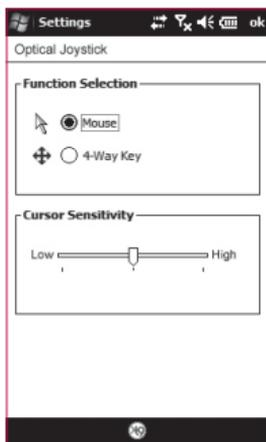 Settings ok
Optical Joystick
Function Selection
Mouse
4-Way Key
Cursor Sensitivity
Low High